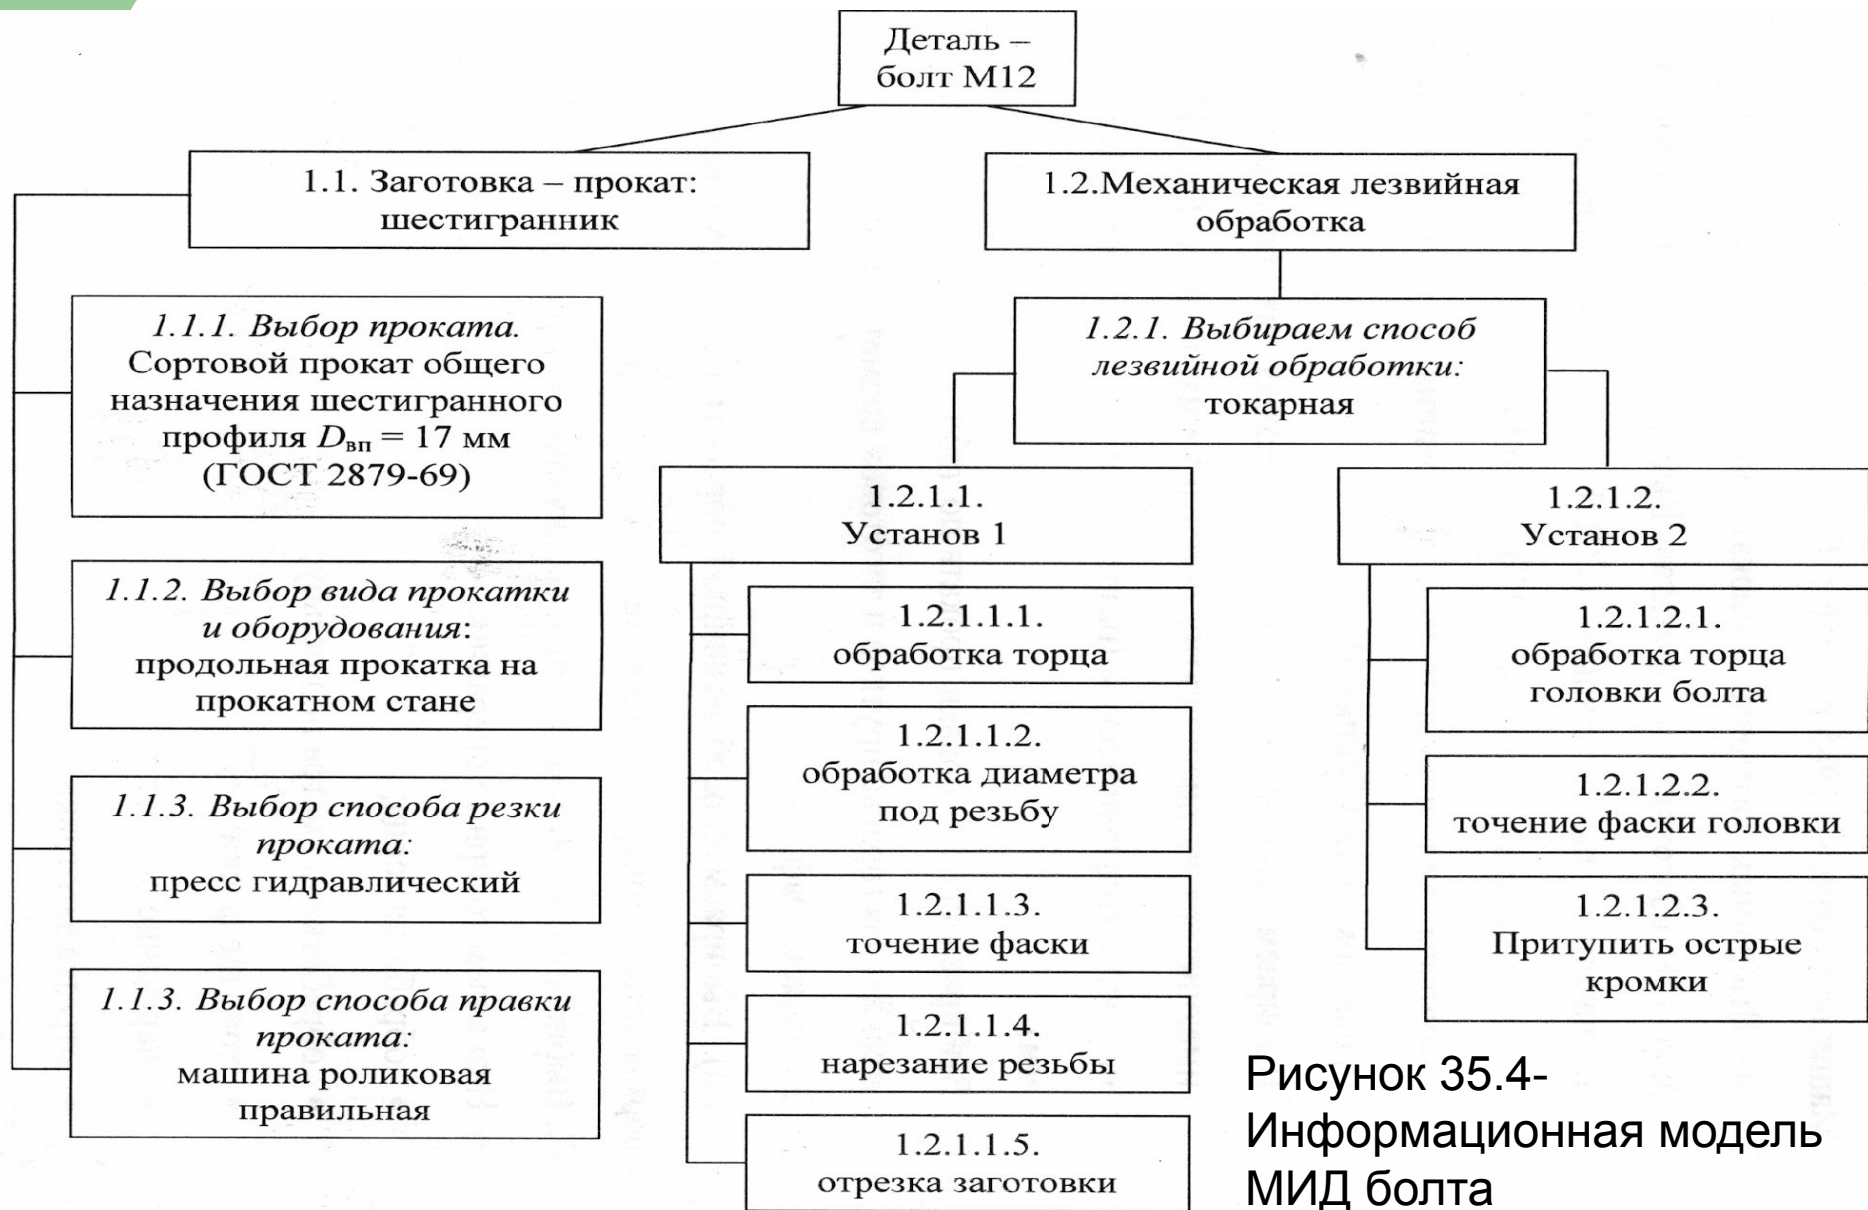 Деталь –
болт М12
1.1. Заготовка – прокат:
шестигранник
1.1.1. Выбор проката.
Сортовой прокат общего
назначения шестигранного
профиля Dвп = 17 мм
(ГОСТ 2879-69)
1.1.2. Выбор вида прокатки
и оборудования:
продольная прокатка на
прокатном стане
1.1.3. Выбор способа резки
проката:
пресс гидравлический
1.1.3. Выбор способа правки
проката:
машина роликовая
правильная
1.2.Механическая лезвийная
обработка
1.2.1. Выбираем способ
лезвийной обработки:
токарная
1.2.1.1.
Установ 1
1.2.1.1.1.
обработка торца
1.2.1.1.2.
обработка диаметра
под резьбу
1.2.1.1.3.
точение фаски
1.2.1.1.4.
нарезание резьбы
1.2.1.1.5.
отрезка заготовки
1.2.1.2.
Установ 2
1.2.1.2.1.
обработка торца
головки болта
1.2.1.2.2.
точение фаски головки
1.2.1.2.3.
Притупить острые
кромки
Рисунок 35.4-
Информационная модель
МИД болта